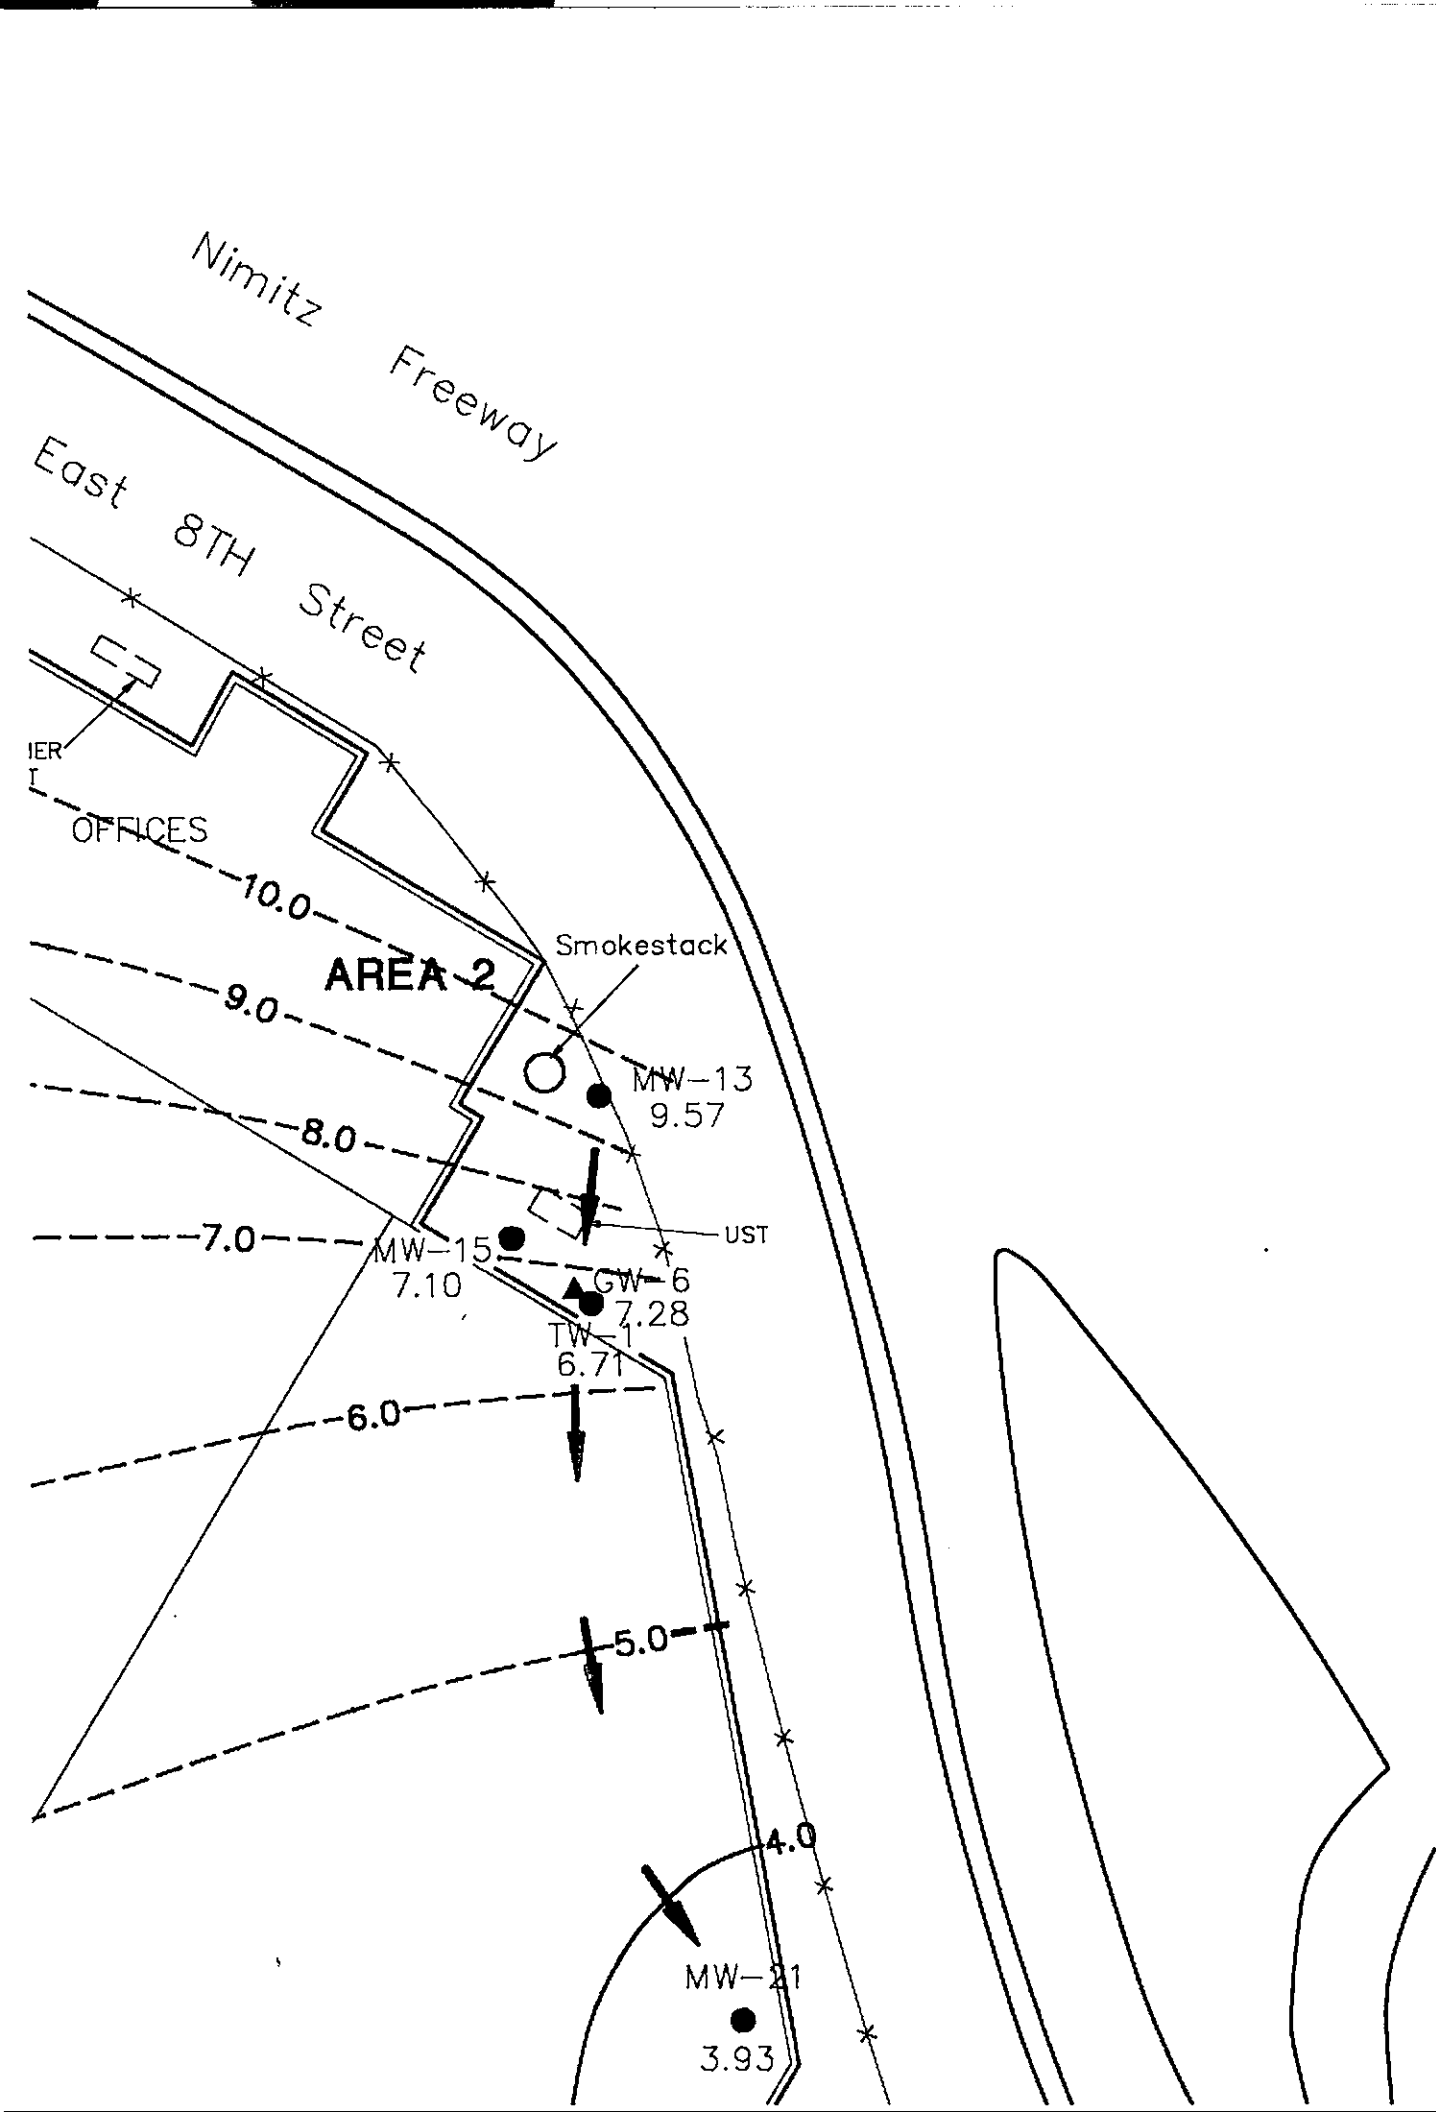 Nimitz Freeway
East 8TH Street
IER
T
OFFICES
10.0
Smokestack
AREA 2
9.0
MW-13
9.57
8.0
UST
7.0
MW-15
7.10
GW-6
7.28
TW-1
6.71
6.0
5.0
4.0
MW-21
3.93